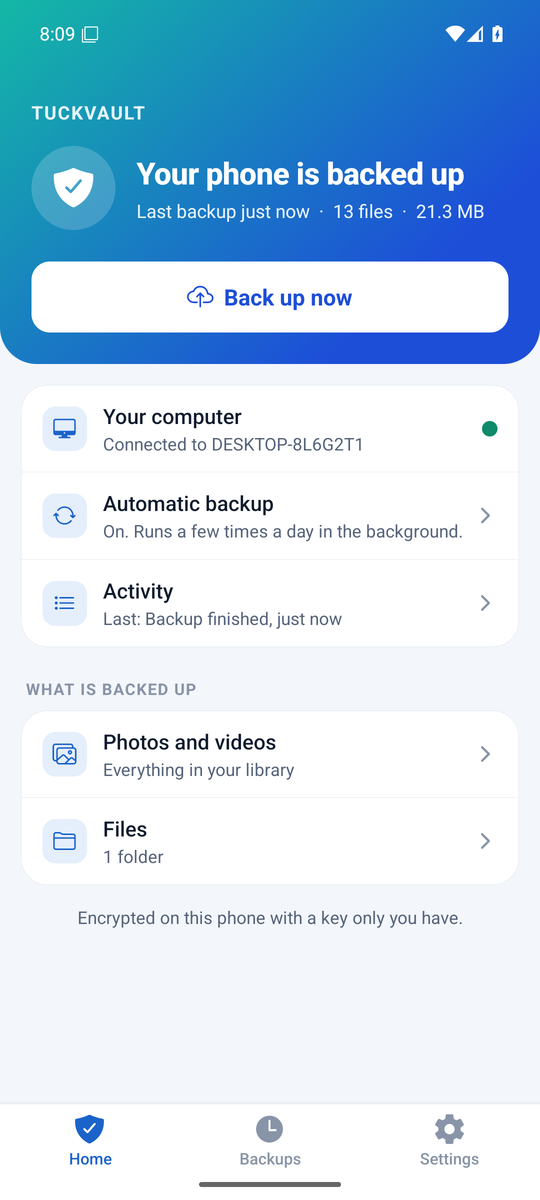 8:09
TUCKVAULT
Your phone is backed up
Last backup just now · 13 files · 21.3 MB
Back up now
Your computer
Connected to DESKTOP-8L6G2T1
Automatic backup
On. Runs a few times a day in the background.
Activity
Last: Backup finished, just now
WHAT IS BACKED UP
Photos and videos
Everything in your library
Files
1 folder
Encrypted on this phone with a key only you have.
Home
Backups
Settings